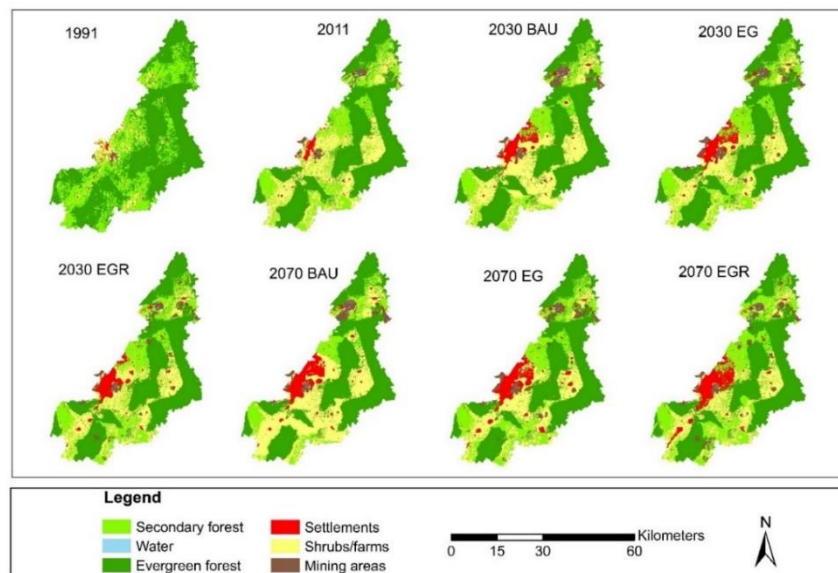 1991
2011
2030 BAU
2030 EG
2030 EGR
2070 BAU
2070 EG
2070 EGR
Legend
Secondary forest
Water
Evergreen forest
Settlements
Shrubs/farms
Mining areas
Kilometers
0 15 30 60
N